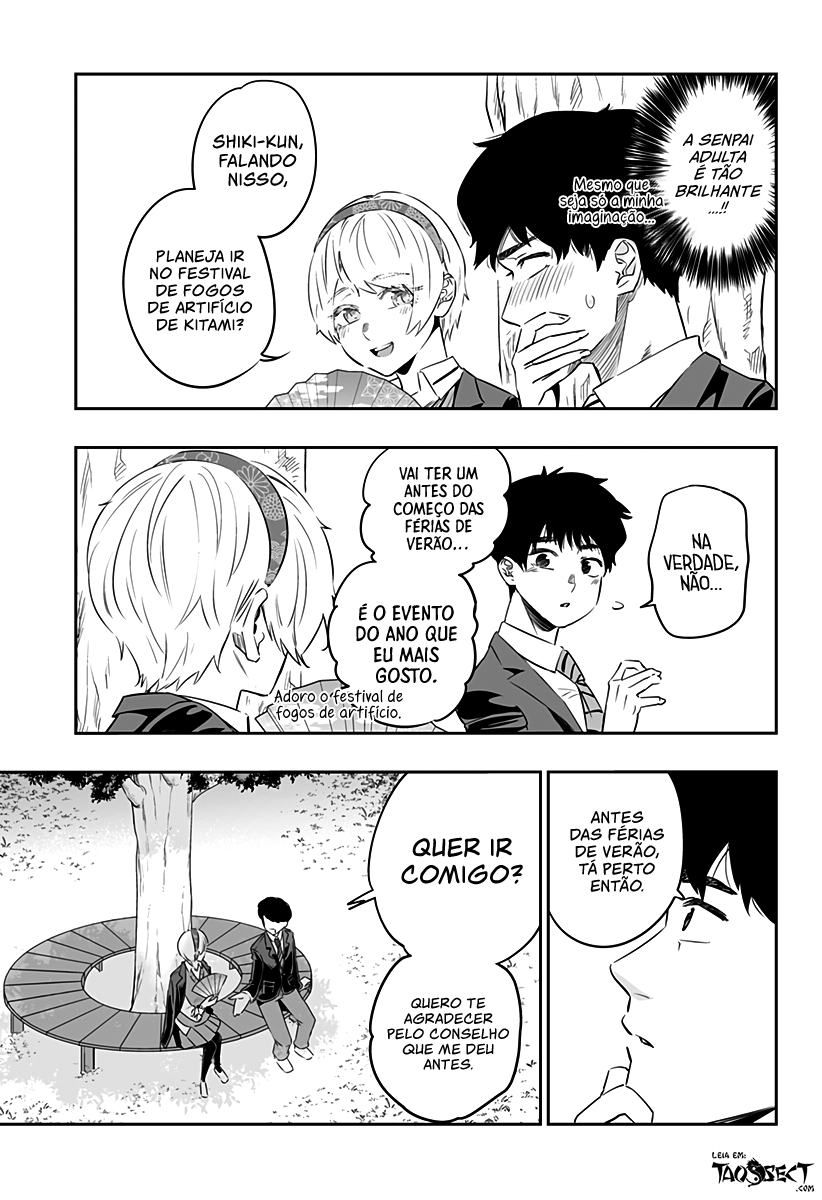 A SENPAI
ADULTA
É TÃO
BRILHANTE
....!!
Mesmo que
seja só a minha
imaginação...
SHIKI-KUN,
FALANDO
NISSO,
PLANEJA IR
NO FESTIVAL
DE FOGOS
DE ARTIFÍCIO
DE KITAMI?
NA
VERDADE,
NÃO...
VAI TER UM
ANTES DO
COMEÇO DAS
FÉRIAS DE
VERÃO...
É O EVENTO
DO ANO QUE
EU MAIS
GOSTO.
Adoro o festival de
fogos de artifício.
ANTES
DAS FÉRIAS
DE VERÃO,
TÁ PERTO
ENTÃO.
QUER IR
COMIGO?
QUERO TE
AGRADECER
PELO CONSELHO
QUE ME DEU
ANTES.
LEIA EM:
TAOSSECT
.COM